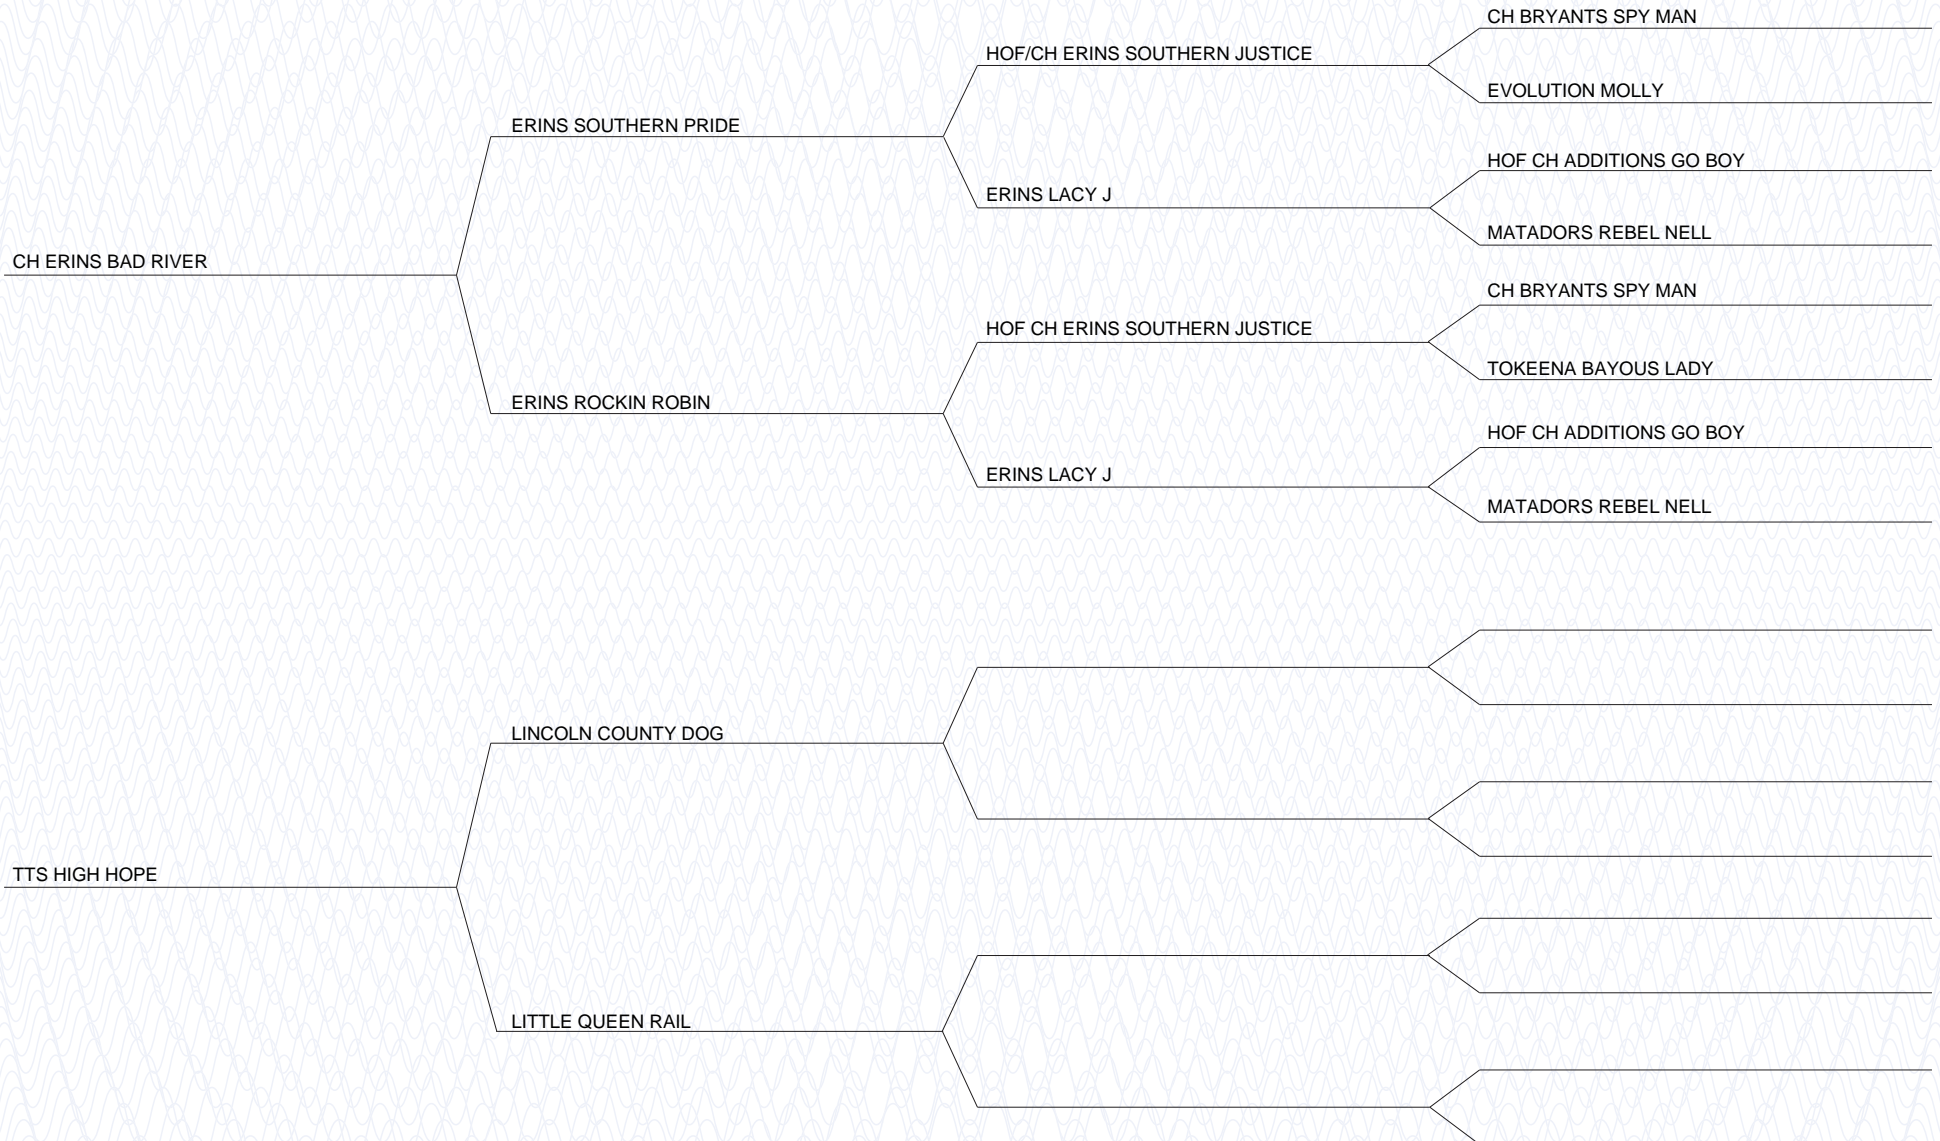 CH BRYANTS SPY MAN
HOF/CH ERINS SOUTHERN JUSTICE
EVOLUTION MOLLY
ERINS SOUTHERN PRIDE
HOF CH ADDITIONS GO BOY
ERINS LACY J
MATADORS REBEL NELL
CH ERINS BAD RIVER
CH BRYANTS SPY MAN
HOF CH ERINS SOUTHERN JUSTICE
TOKEENA BAYOUS LADY
ERINS ROCKIN ROBIN
HOF CH ADDITIONS GO BOY
ERINS LACY J
MATADORS REBEL NELL
LINCOLN COUNTY DOG
TTS HIGH HOPE
LITTLE QUEEN RAIL